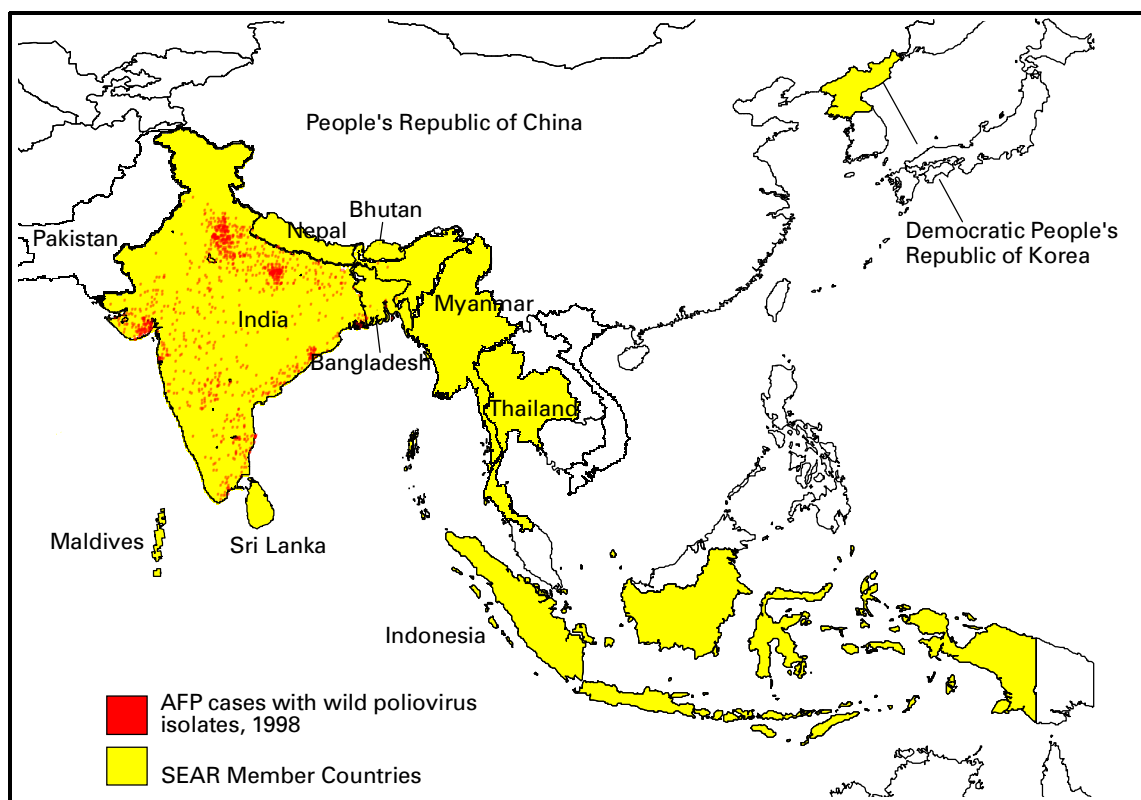 People's Republic of China
Bhutan
Nepal
Pakistan
Democratic People's
Republic of Korea
Myanmar
India
Bangladesh
Thailand
Maldives
Sri Lanka
Indonesia
AFP cases with wild poliovirus
isolates, 1998
SEAR Member Countries